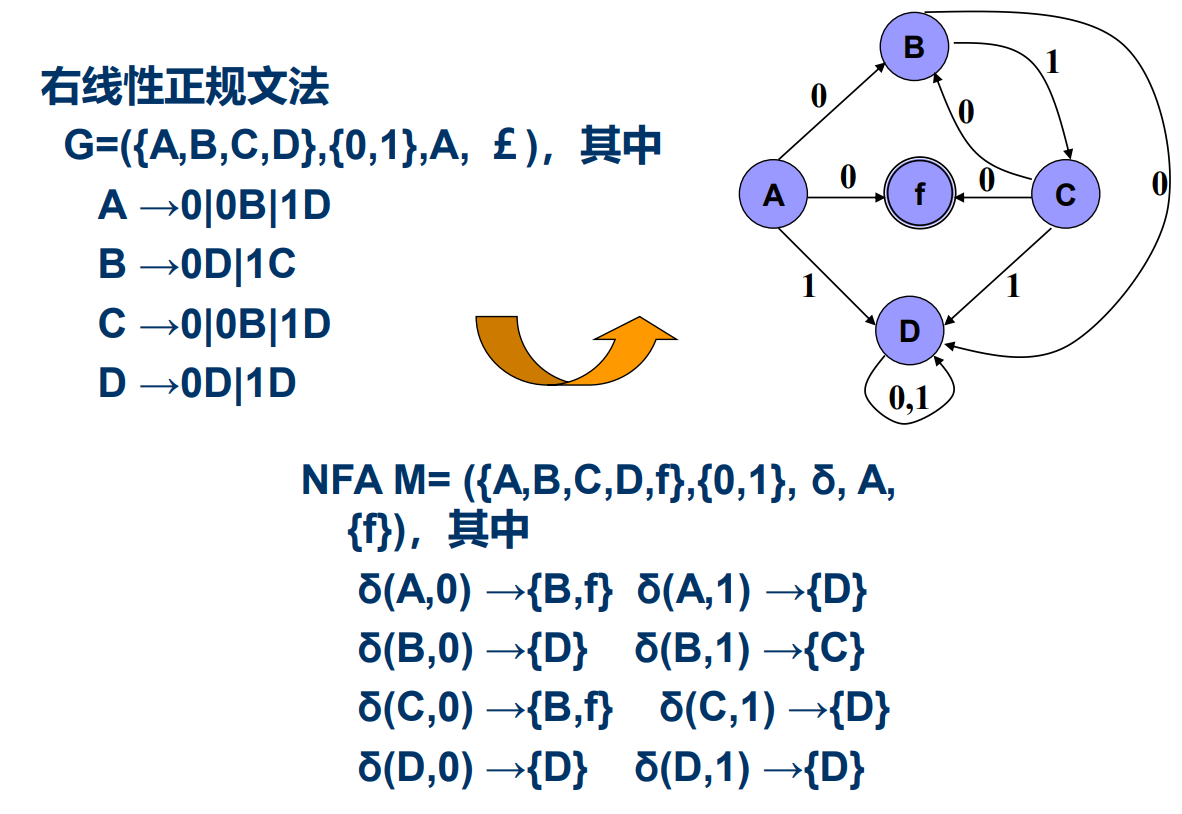 右线性正规文法
G=({A,B,C,D},{0,1},A, £ ), 其中
A →0|0B|1D
B →0D|1C
C →0|0B|1D
D →0D|1D
B
1
0
0
A
0
f
0
C
0
1
1
D
0,1
NFA M= ({A,B,C,D,f},{0,1}, δ, A,
{f}), 其中
δ(A,0) →{B,f} δ(A,1) →{D}
δ(B,0) →{D} δ(B,1) →{C}
δ(C,0) →{B,f} δ(C,1) →{D}
δ(D,0) →{D} δ(D,1) →{D}